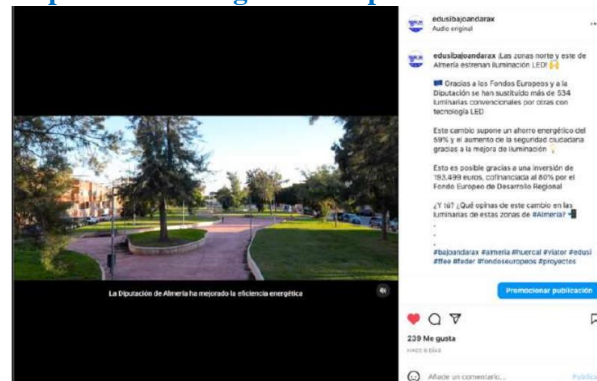 edusibajoandarax
Audio original
edusibajoandarax ¡Las zonas norte y este de
Almería estrenan iluminación LED!
Gracias a los Fondos Europeos y a la
Diputación se han sustituido más de 534
luminarias convencionales por otras con
tecnología LED
Este cambio supone un ahorro energético del
59% y el aumento de la seguridad ciudadana
gracias a la mejora de iluminación
Esto es posible gracias a una inversión de
193.499 euros, cofinanciada al 80% por el
Fondo Europeo de Desarrollo Regional
¿Y tú? ¿Qué opinas de este cambio en las
luminarias de estas zonas de #Almería?
.
.
.
#bajoandarax #almeria #huercal #viator #edusi
#ffee #feder #fondoseuropeos #proyectos
La Diputación de Almería ha mejorado la eficiencia energética
Promocionar publicación
239 Me gusta
HACE 6 DÍAS
Añade un comentario...
Publicar